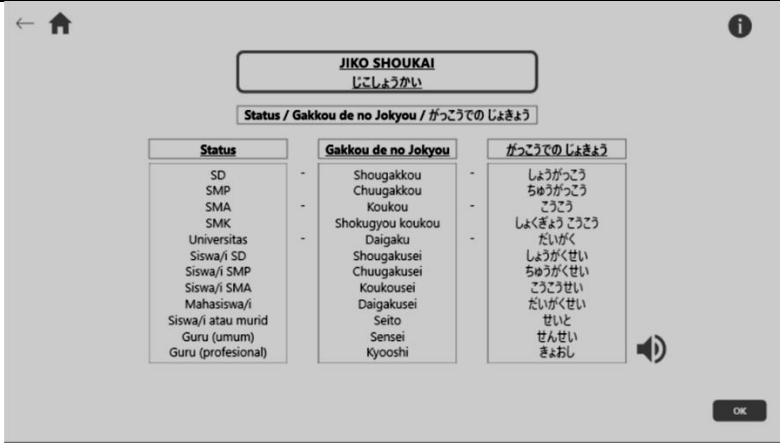 JIKO SHOUKAI
じこしょうかい
Status / Gakkou de no Jokyou / がっこうでの じょきょう
Status Gakkou de no Jokyou がっこうでの じょきょう
SD - Shougakkou - しょうがっこう
SMP Chuugakkou ちゅうがっこう
SMA - Koukou - こうこう
SMK Shokugyou koukou しょくぎょう こうこう
Universitas - Daigaku - だいがく
Siswa/i SD Shougakusei しょうがくせい
Siswa/i SMP Chuugakusei ちゅうがくせい
Siswa/i SMA Koukousei こうこうせい
Mahasiswa/i Daigakusei だいがくせい
Siswa/i atau murid Seito せいと
Guru (umum) Sensei せんせい
Guru (profesional) Kyooshi きょおし
OK